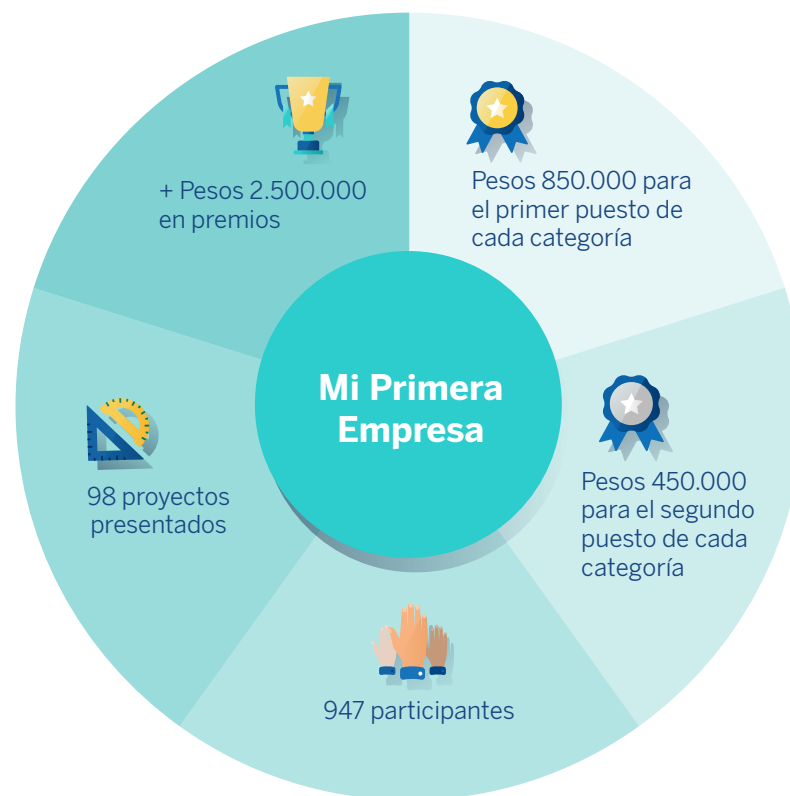 + Pesos 2.500.000
en premios
Pesos 850.000 para
el primer puesto de
cada categoría
Mi Primera
Empresa
98 proyectos
presentados
Pesos 450.000
para el segundo
puesto de cada
categoría
947 participantes